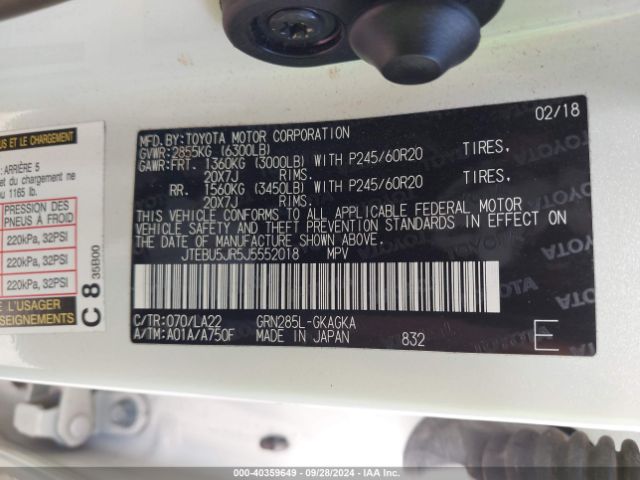 MFD.BY:TOYOTA MOTOR CORPORATION 02/18
GVWR:2855KG (6300LB)
GAWR:FRT. 1360KG (3000LB) WITH P245/60R20 TIRES,
20X7J RIMS.
RR. 1560KG (3450LB) WITH P245/60R20 TIRES,
20X7J RIMS.
THIS VEHICLE CONFORMS TO ALL APPLICABLE FEDERAL MOTOR
VEHICLE SAFETY AND THEFT PREVENTION STANDARDS IN EFFECT ON
THE DATE OF MANUFACTURE SHOWN ABOVE.
JTEBU5JR5J5552018 MPV
C/TR:070/LA22 GRN285L-GKAGKA
A/TM:A01A/A750F MADE IN JAPAN 832 E
US ET LE CHARGEMENT
: ARRIÈRE 5
et du chargement ne
u 1165 lb.
PRESSION DES
PNEUS À FROID
220kPa, 32PSI
220kPa, 32PSI
220kPa, 32PSI
L'USAGER
SEIGNEMENTS
C 8 35B00
TOYOTA
000-40359649 - 09/28/2024 - IAA Inc.